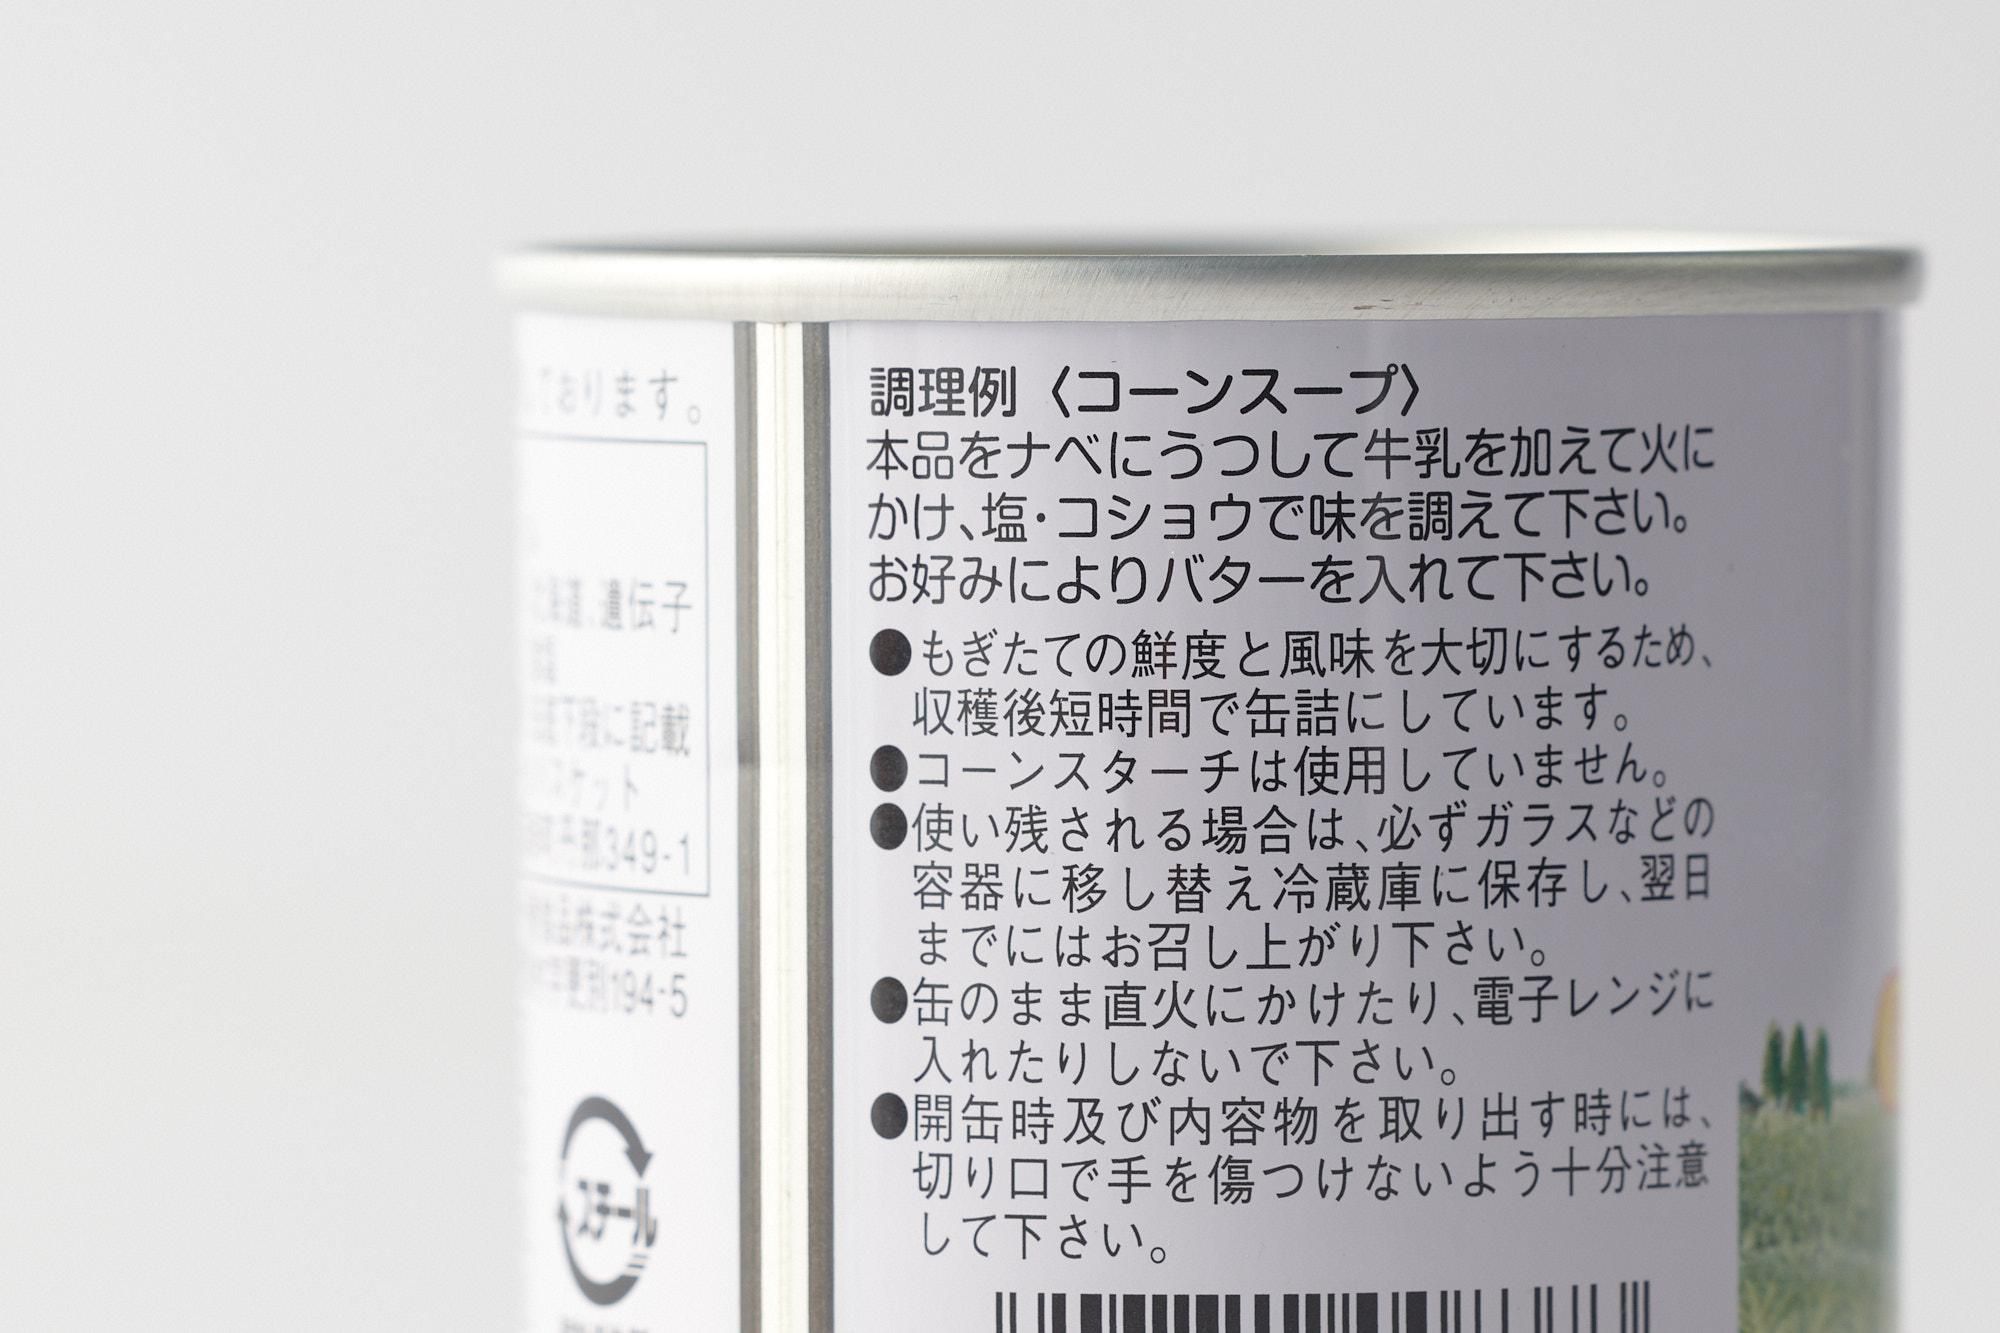 ております。
遺伝子
下段に記載
スケット
349-1
食品株式会社
更別194-5
スチール
調理例〈コーンスープ〉
本品をナベにうつして牛乳を加えて火に
かけ、塩・コショウで味を調えて下さい。
お好みによりバターを入れて下さい。
●もぎたての鮮度と風味を大切にするため、
収穫後短時間で缶詰にしています。
●コーンスターチは使用していません。
●使い残される場合は、必ずガラスなどの
容器に移し替え冷蔵庫に保存し、翌日
までにはお召し上がり下さい。
●缶のまま直火にかけたり、電子レンジに
入れたりしないで下さい。
●開缶時及び内容物を取り出す時には、
切り口で手を傷つけないよう十分注意
して下さい。